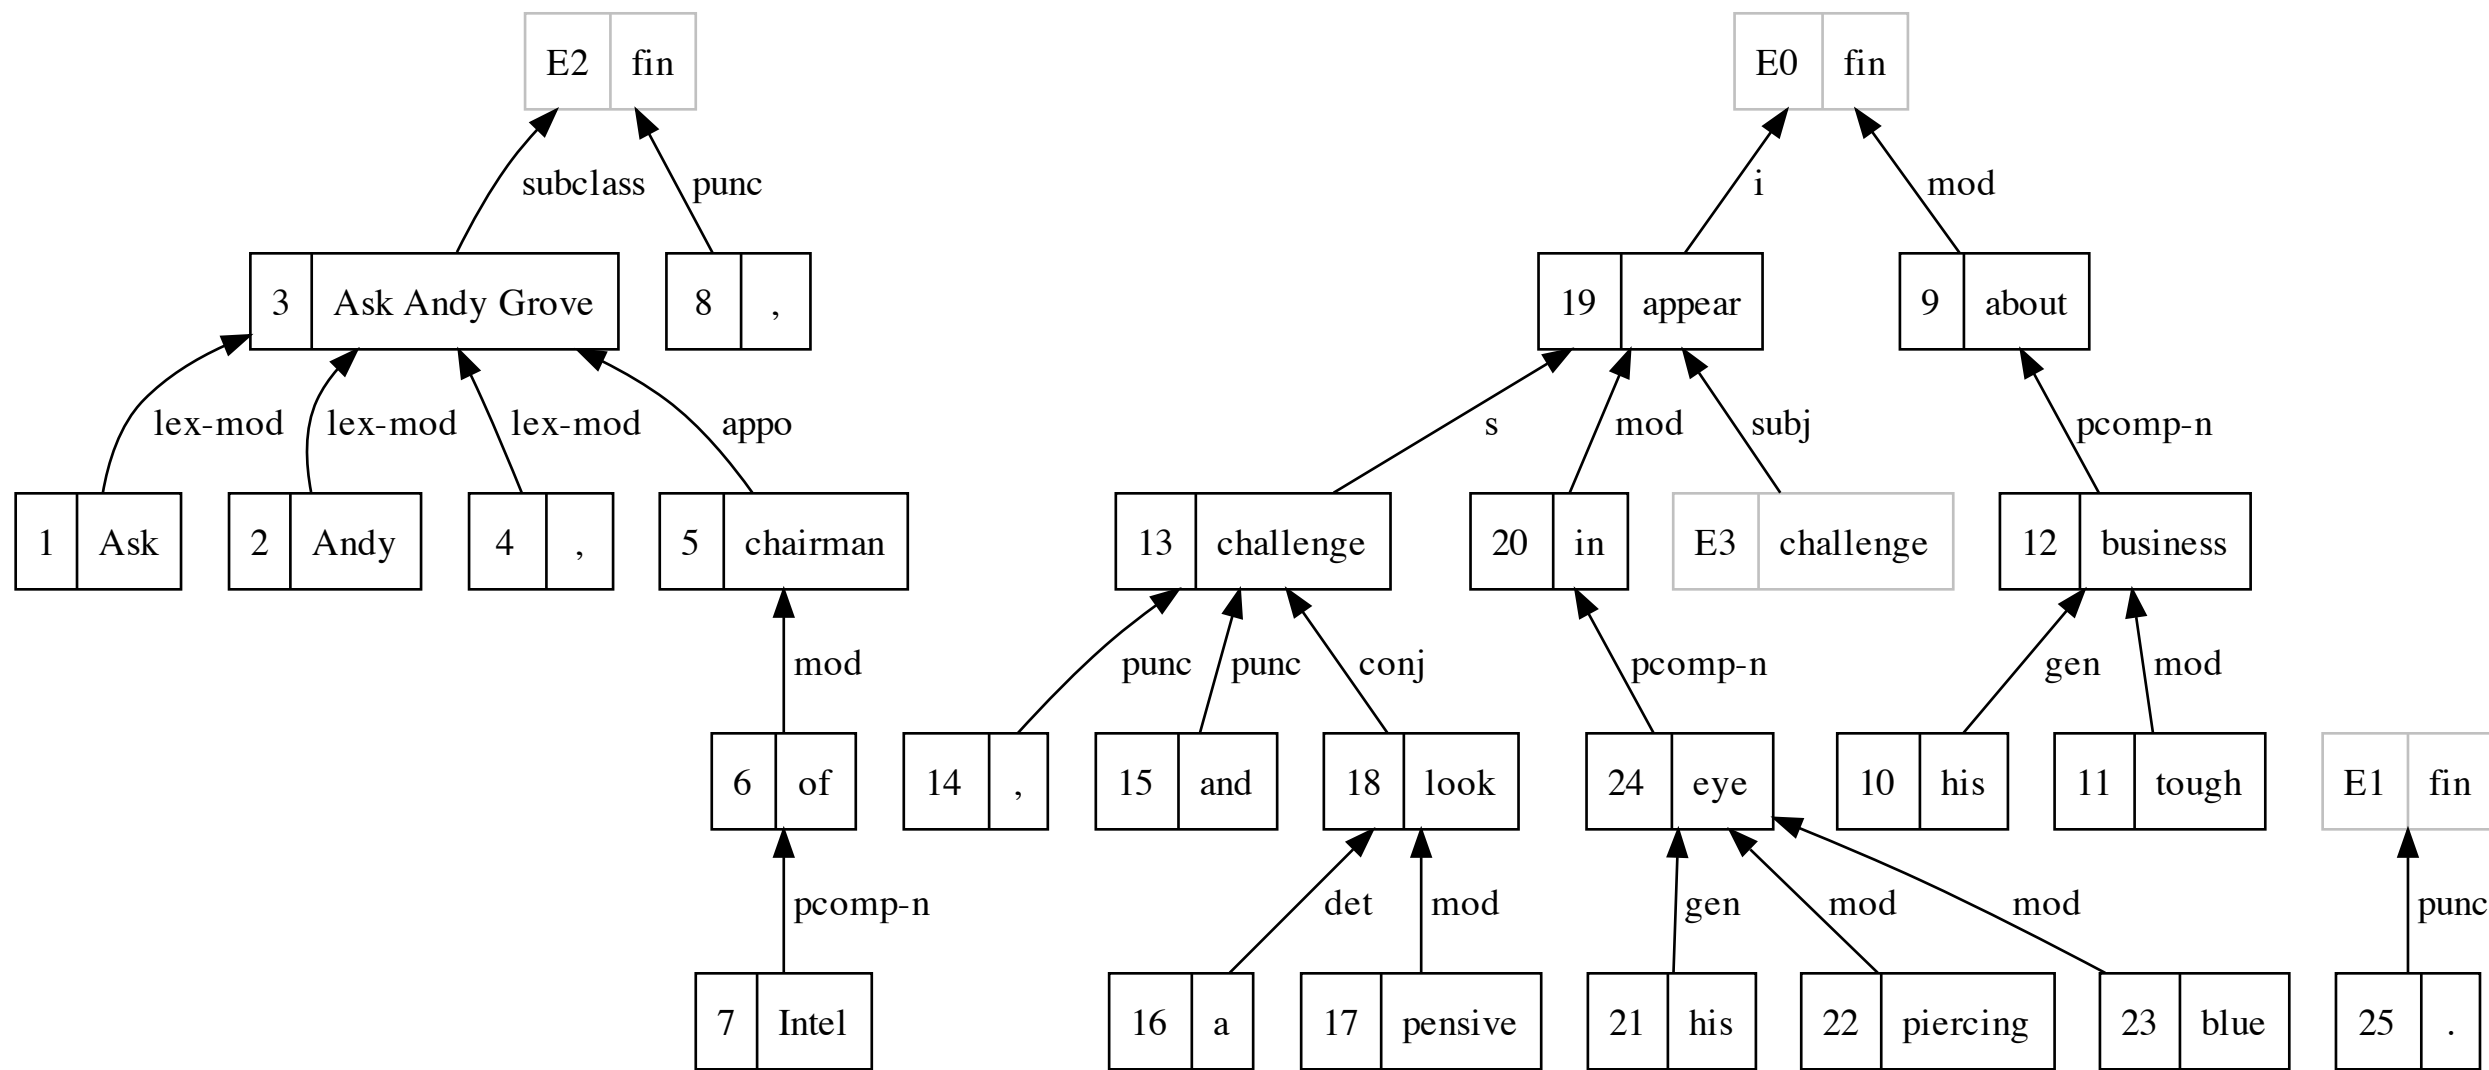 E2 fin E0 fin
subclass punc i mod
3 Ask Andy Grove 8 , 19 appear 9 about
lex-mod lex-mod lex-mod appo s mod subj pcomp-n
1 Ask 2 Andy 4 , 5 chairman 13 challenge 20 in E3 challenge 12 business
mod punc punc conj pcomp-n gen mod
6 of 14 , 15 and 18 look 24 eye 10 his 11 tough E1 fin
pcomp-n det mod gen mod mod punc
7 Intel 16 a 17 pensive 21 his 22 piercing 23 blue 25 .